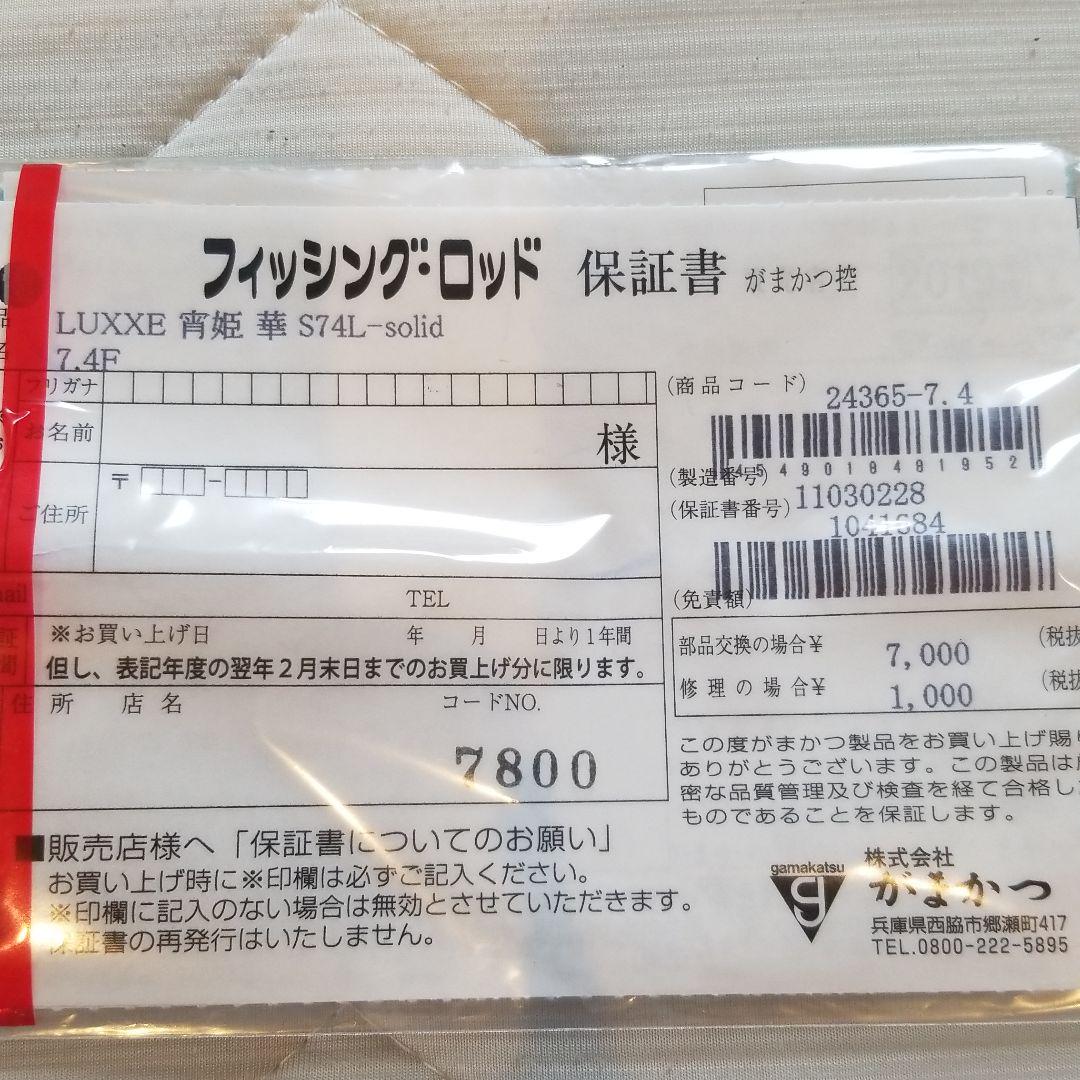 フィッシング・ロッド 保証書 がまかつ控
LUXXE 宵姫 華 S74L-solid
7.4F
フリガナ
お名前
様
〒 -
ご住所
TEL
※お買い上げ日 年 月 日より1年間
但し、表記年度の翌年2月末日までのお買上げ分に限ります。
住 所 店 名 コードNO.
7800
(商品コード) 24365-7.4
4549018481952
(製造番号)
11030228
(保証書番号)
1041684
(免責額)
部品交換の場合¥ 7,000 (税抜
修理の場合¥ 1,000 (税抜
この度がまかつ製品をお買い上げ賜り
ありがとうございます。この製品は厳
密な品質管理及び検査を経て合格した
ものであることを保証します。
■販売店様へ「保証書についてのお願い」
お買い上げ時に※印欄は必ずご記入ください。
※印欄に記入のない場合は無効とさせていただきます。
保証書の再発行はいたしません。
gamakatsu
株式会社
がまかつ
兵庫県西脇市郷瀬町417
TEL.0800-222-5895